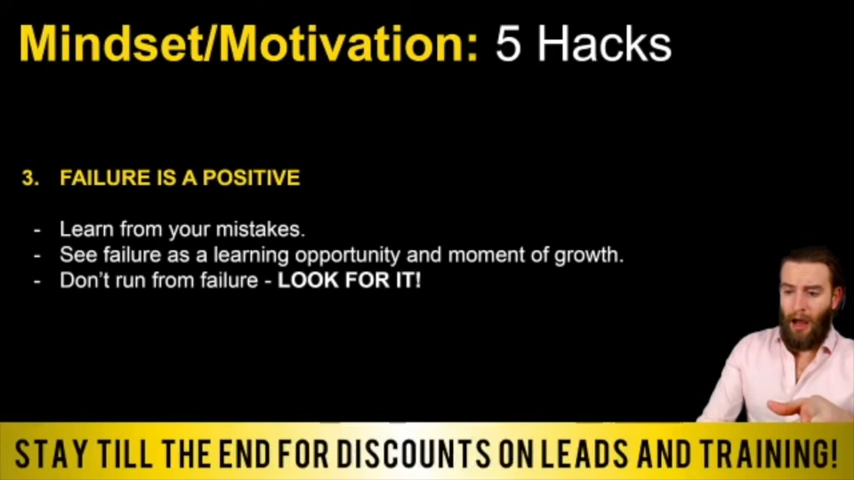 Mindset/Motivation: 5 Hacks
3. FAILURE IS A POSITIVE
- Learn from your mistakes.
- See failure as a learning opportunity and moment of growth.
- Don't run from failure - LOOK FOR IT!
STAY TILL THE END FOR DISCOUNTS ON LEADS AND TRAINING!